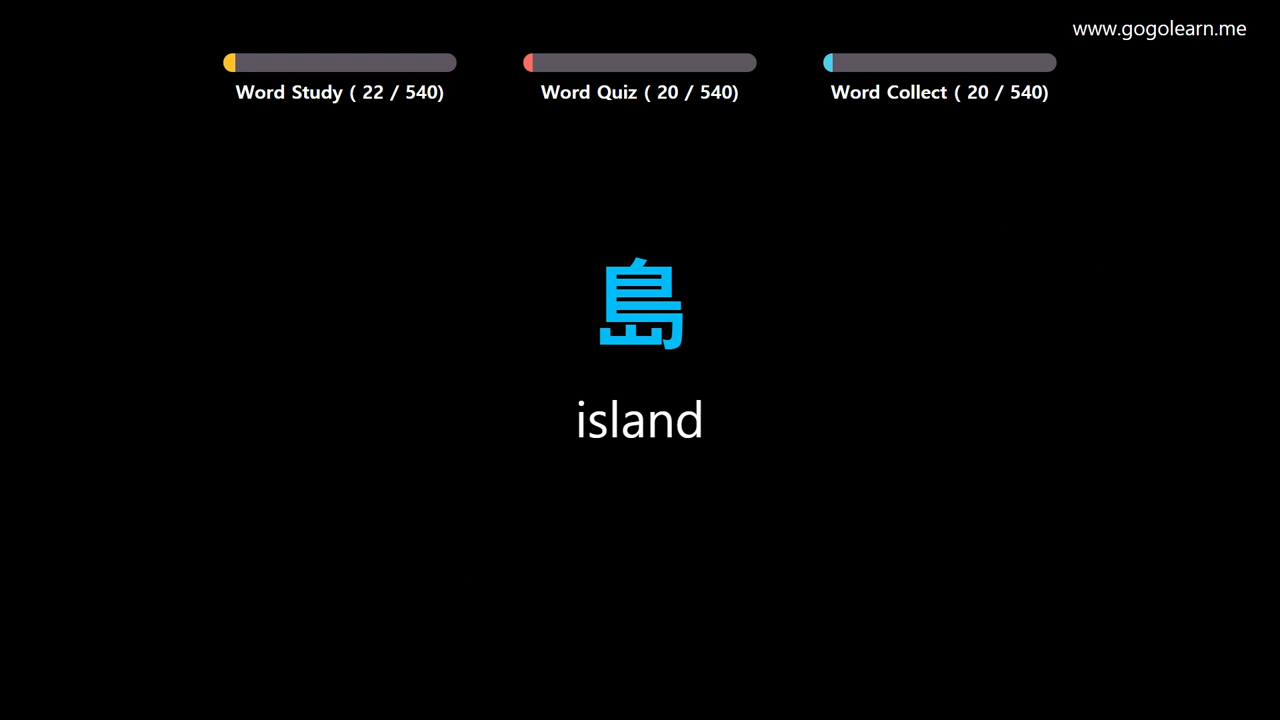 www.gogolearn.me
Word Study ( 22 / 540)
Word Quiz ( 20 / 540)
Word Collect ( 20 / 540)
島
island